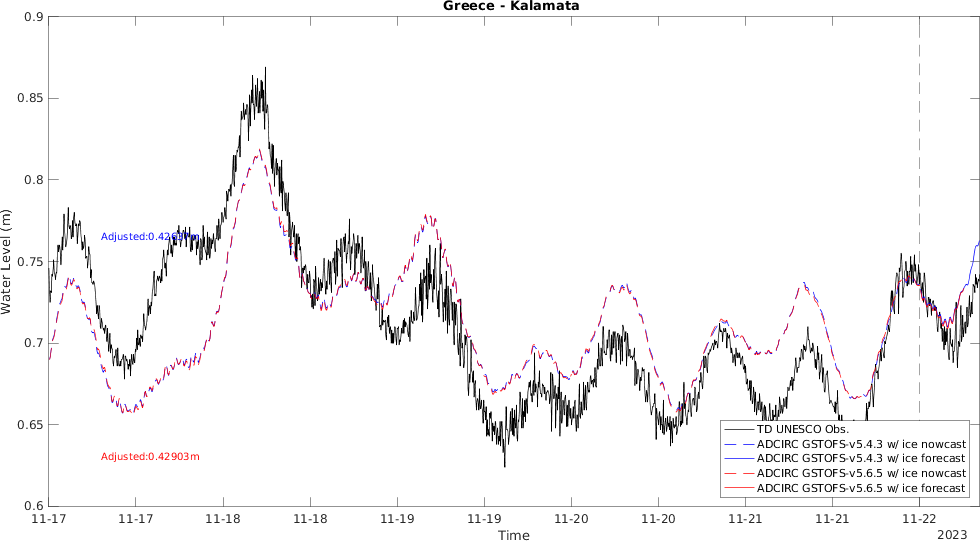 Greece - Kalamata
Water Level (m)
0.9
0.85
0.8
0.75
0.7
0.65
0.6
Adjusted:0.42
Adjusted:0.42903m
TD UNESCO Obs.
ADCIRC GSTOFS-v5.4.3 w/ ice nowcast
ADCIRC GSTOFS-v5.4.3 w/ ice forecast
ADCIRC GSTOFS-v5.6.5 w/ ice nowcast
ADCIRC GSTOFS-v5.6.5 w/ ice forecast
11-17 11-17 11-18 11-18 11-19 11-19 11-20 11-20 11-21 11-21 11-22
Time
2023